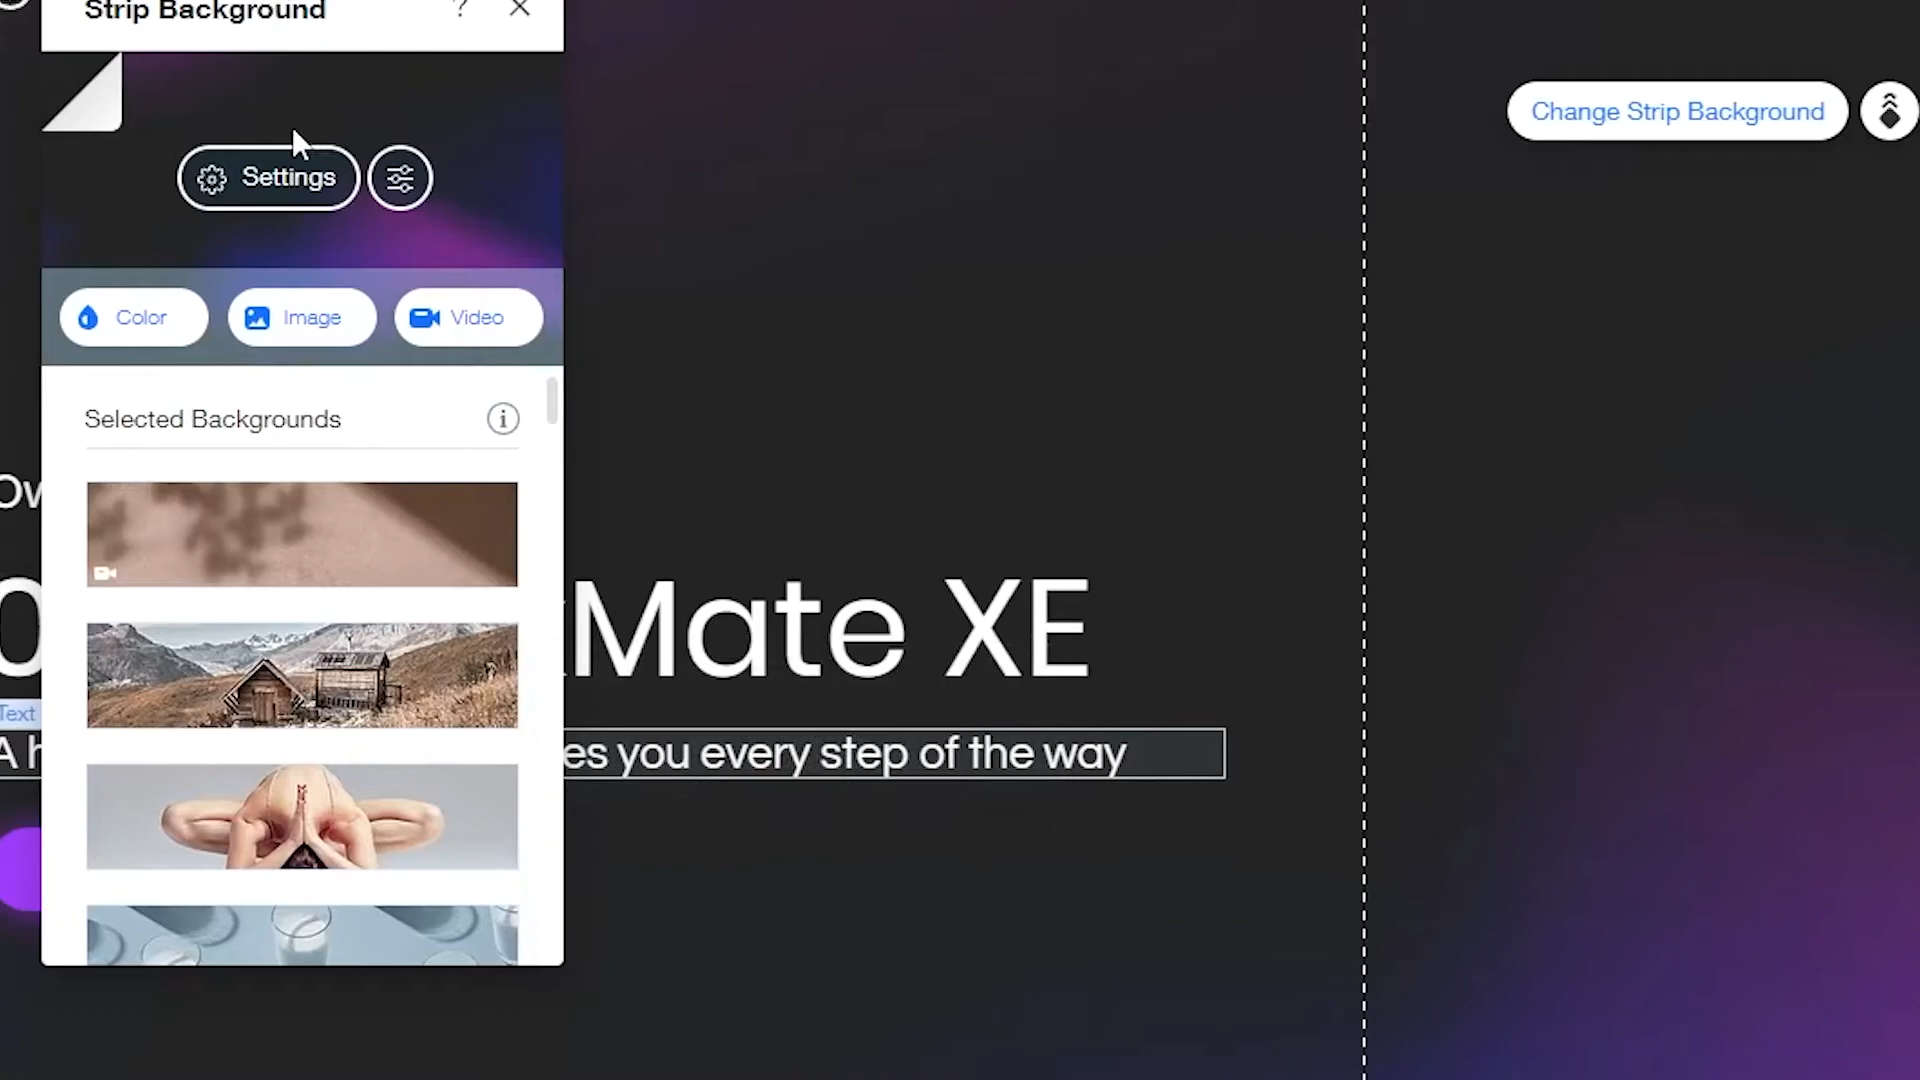 Strip Background
?
Change Strip Background
Settings
Color
Image
Video
Selected Backgrounds
Mate XE
Text
A h
es you every step of the way